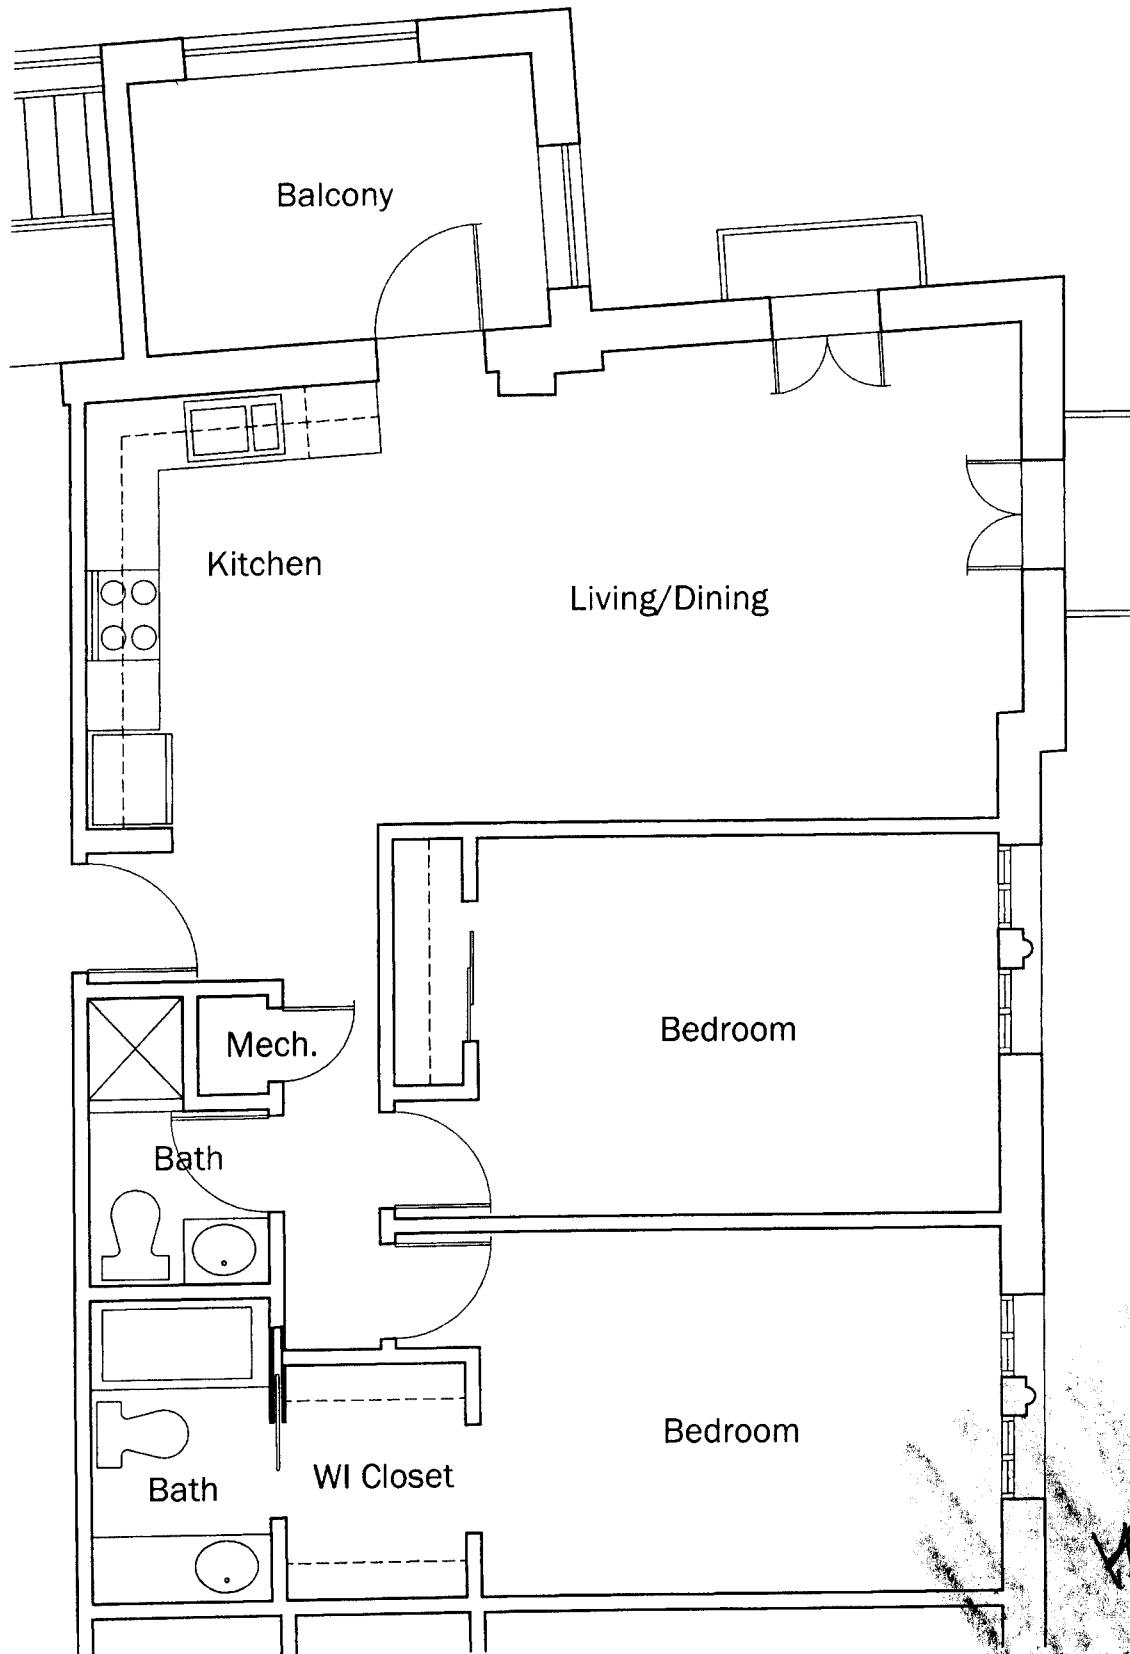 Balcony
Kitchen
Living/Dining
Mech.
Bedroom
Bath
Bedroom
WI Closet
Bath